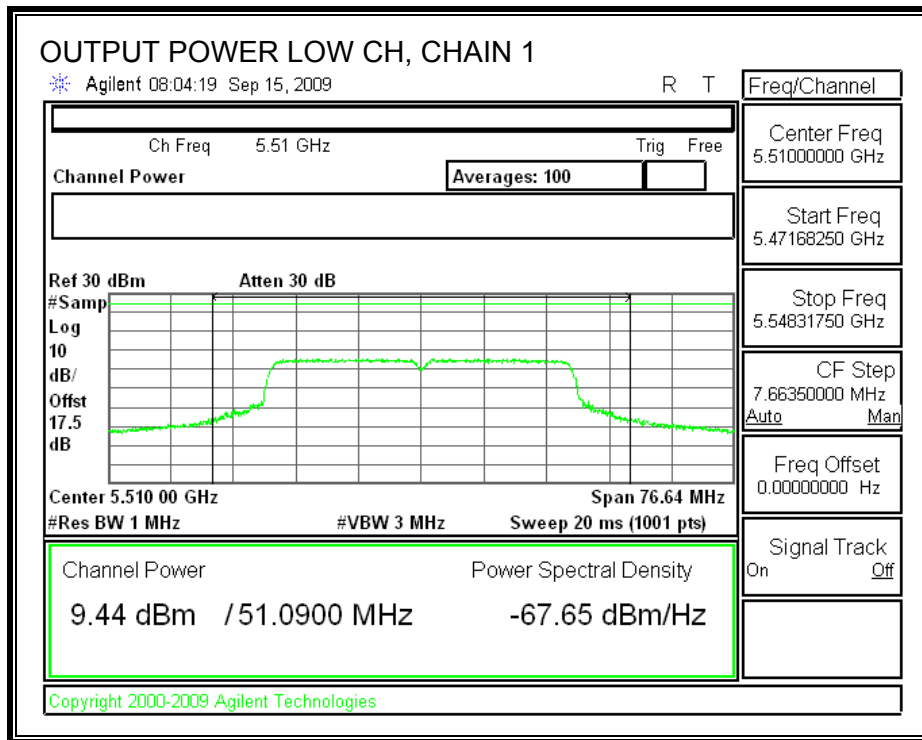 OUTPUT POWER LOW CH, CHAIN 1
Agilent 08:04:19 Sep 15, 2009 R T
Ch Freq 5.51 GHz Trig Free
Channel Power Averages: 100
Ref 30 dBm Atten 30 dB
#Samp
Log
10
dB/
Offst
17.5
dB
Center 5.510 00 GHz Span 76.64 MHz
#Res BW 1 MHz #VBW 3 MHz Sweep 20 ms (1001 pts)
Channel Power Power Spectral Density
9.44 dBm /51.0900 MHz -67.65 dBm/Hz
Copyright 2000-2009 Agilent Technologies
Freq/Channel
Center Freq
5.51000000 GHz
Start Freq
5.47168250 GHz
Stop Freq
5.54831750 GHz
CF Step
7.66350000 MHz
Auto Man
Freq Offset
0.00000000 Hz
Signal Track
On Off